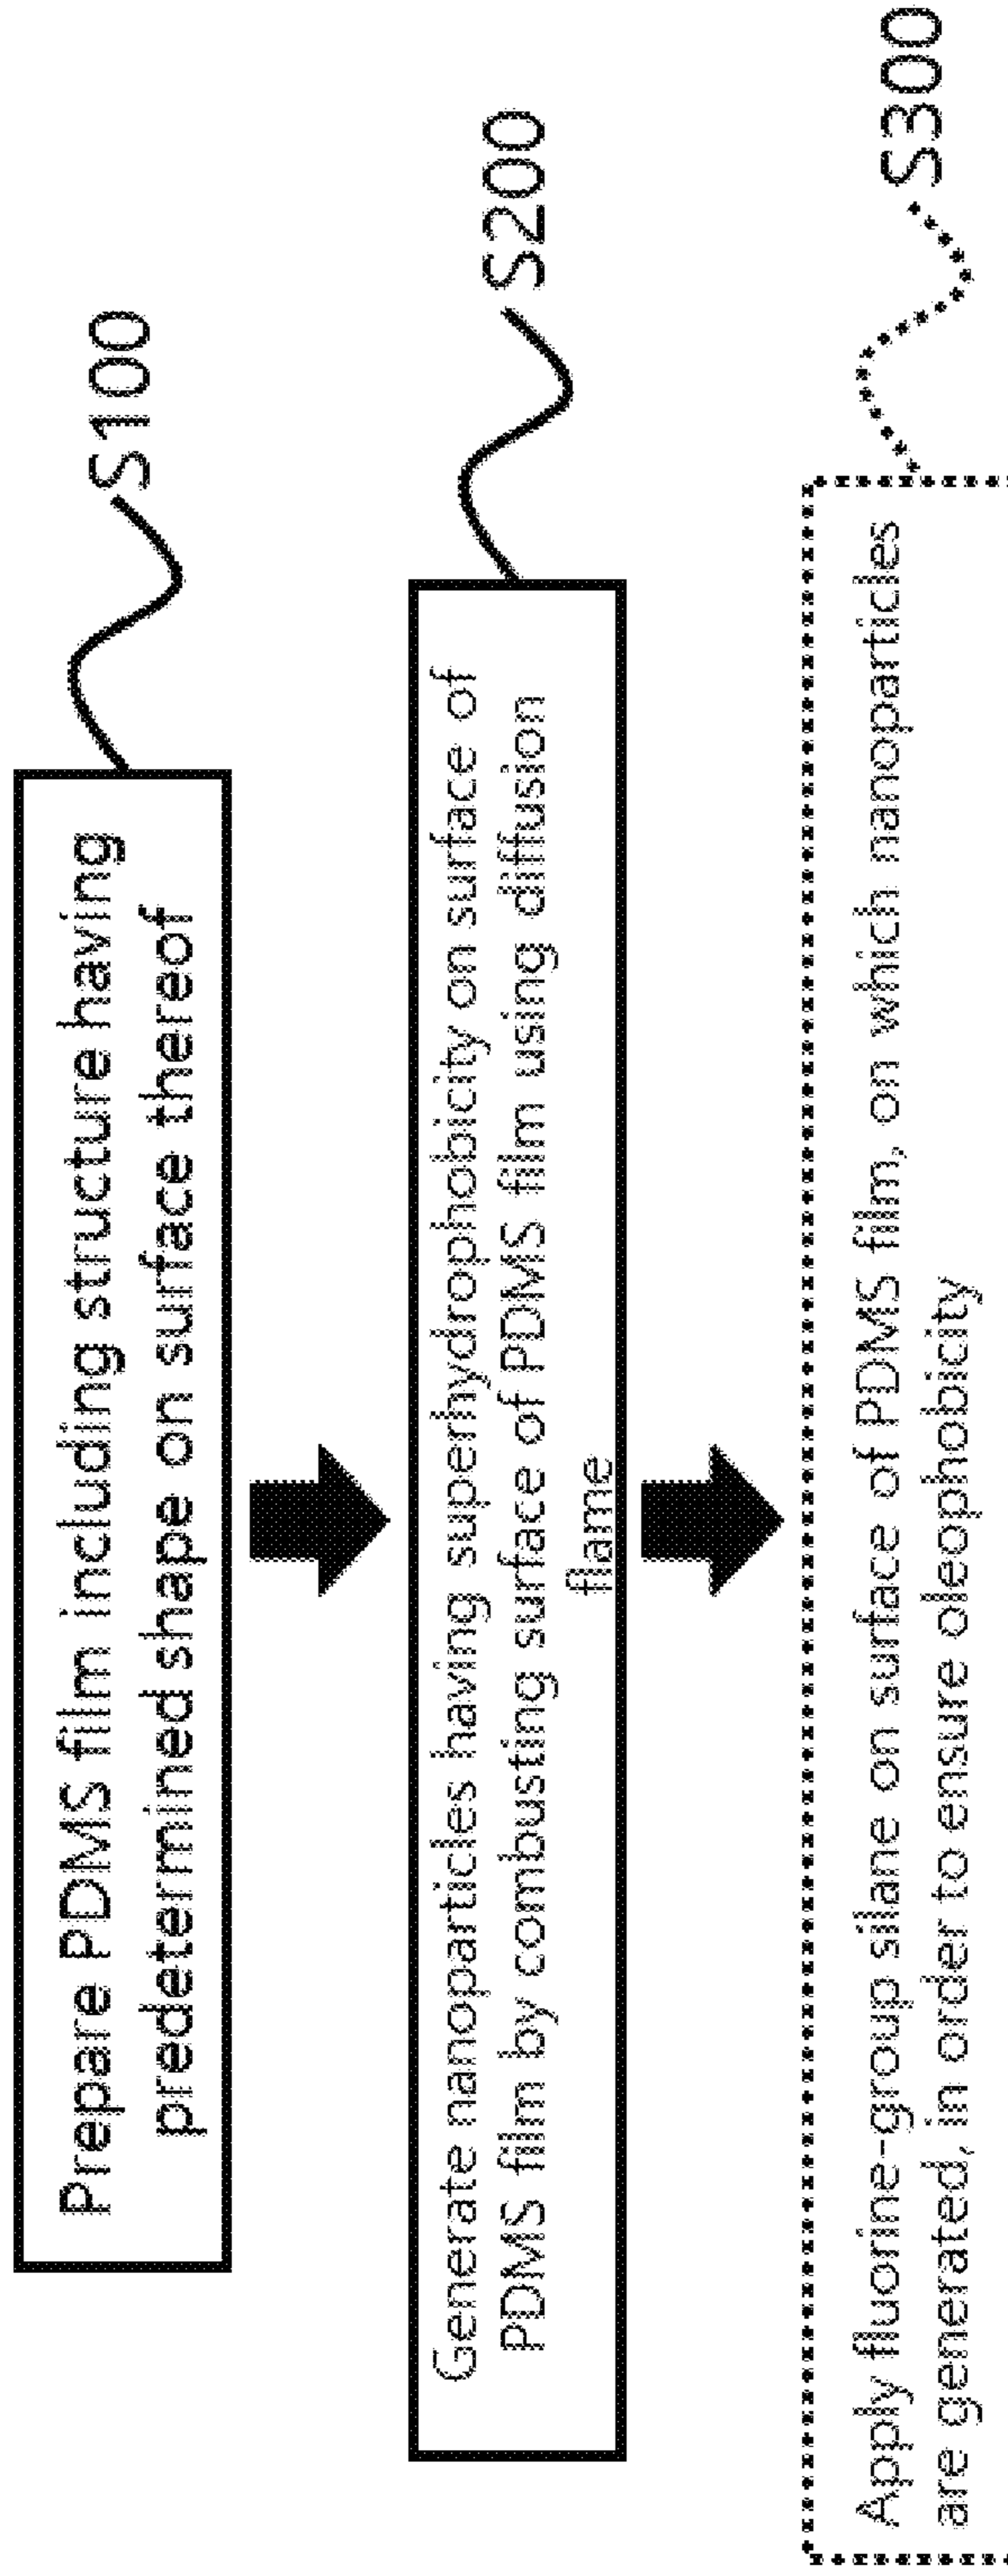 Prepare PDMS film including structure having
predetermined shape on surface thereof
S100
Generate nanoparticles having superhydrophobicity on surface of
PDMS film by combusting surface of PDMS film using diffusion
flame
S200
Apply fluorine-group silane on surface of PDMS film, on which nanoparticles
are generated, in order to ensure oleophobicity
S300